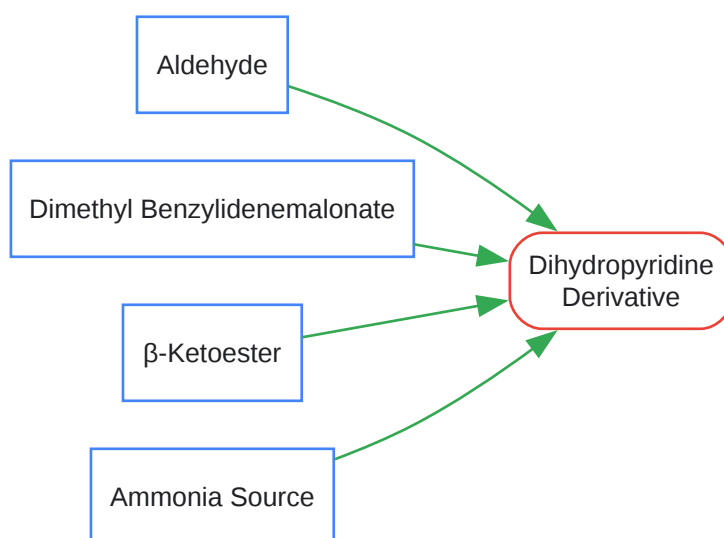 Aldehyde
Dimethyl Benzylidenemalonate
Dihydropyridine
Derivative
β-Ketoester
Ammonia Source